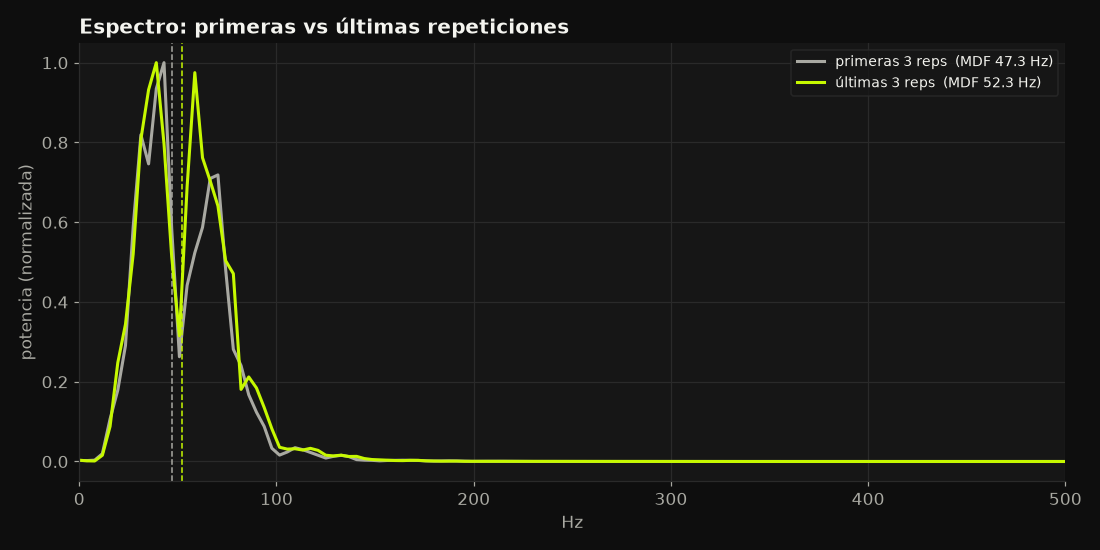 Espectro: primeras vs últimas repeticiones
primeras 3 reps (MDF 47.3 Hz)
últimas 3 reps (MDF 52.3 Hz)
potencia (normalizada)
1.0
0.8
0.6
0.4
0.2
0.0
0 100 200 300 400 500
Hz